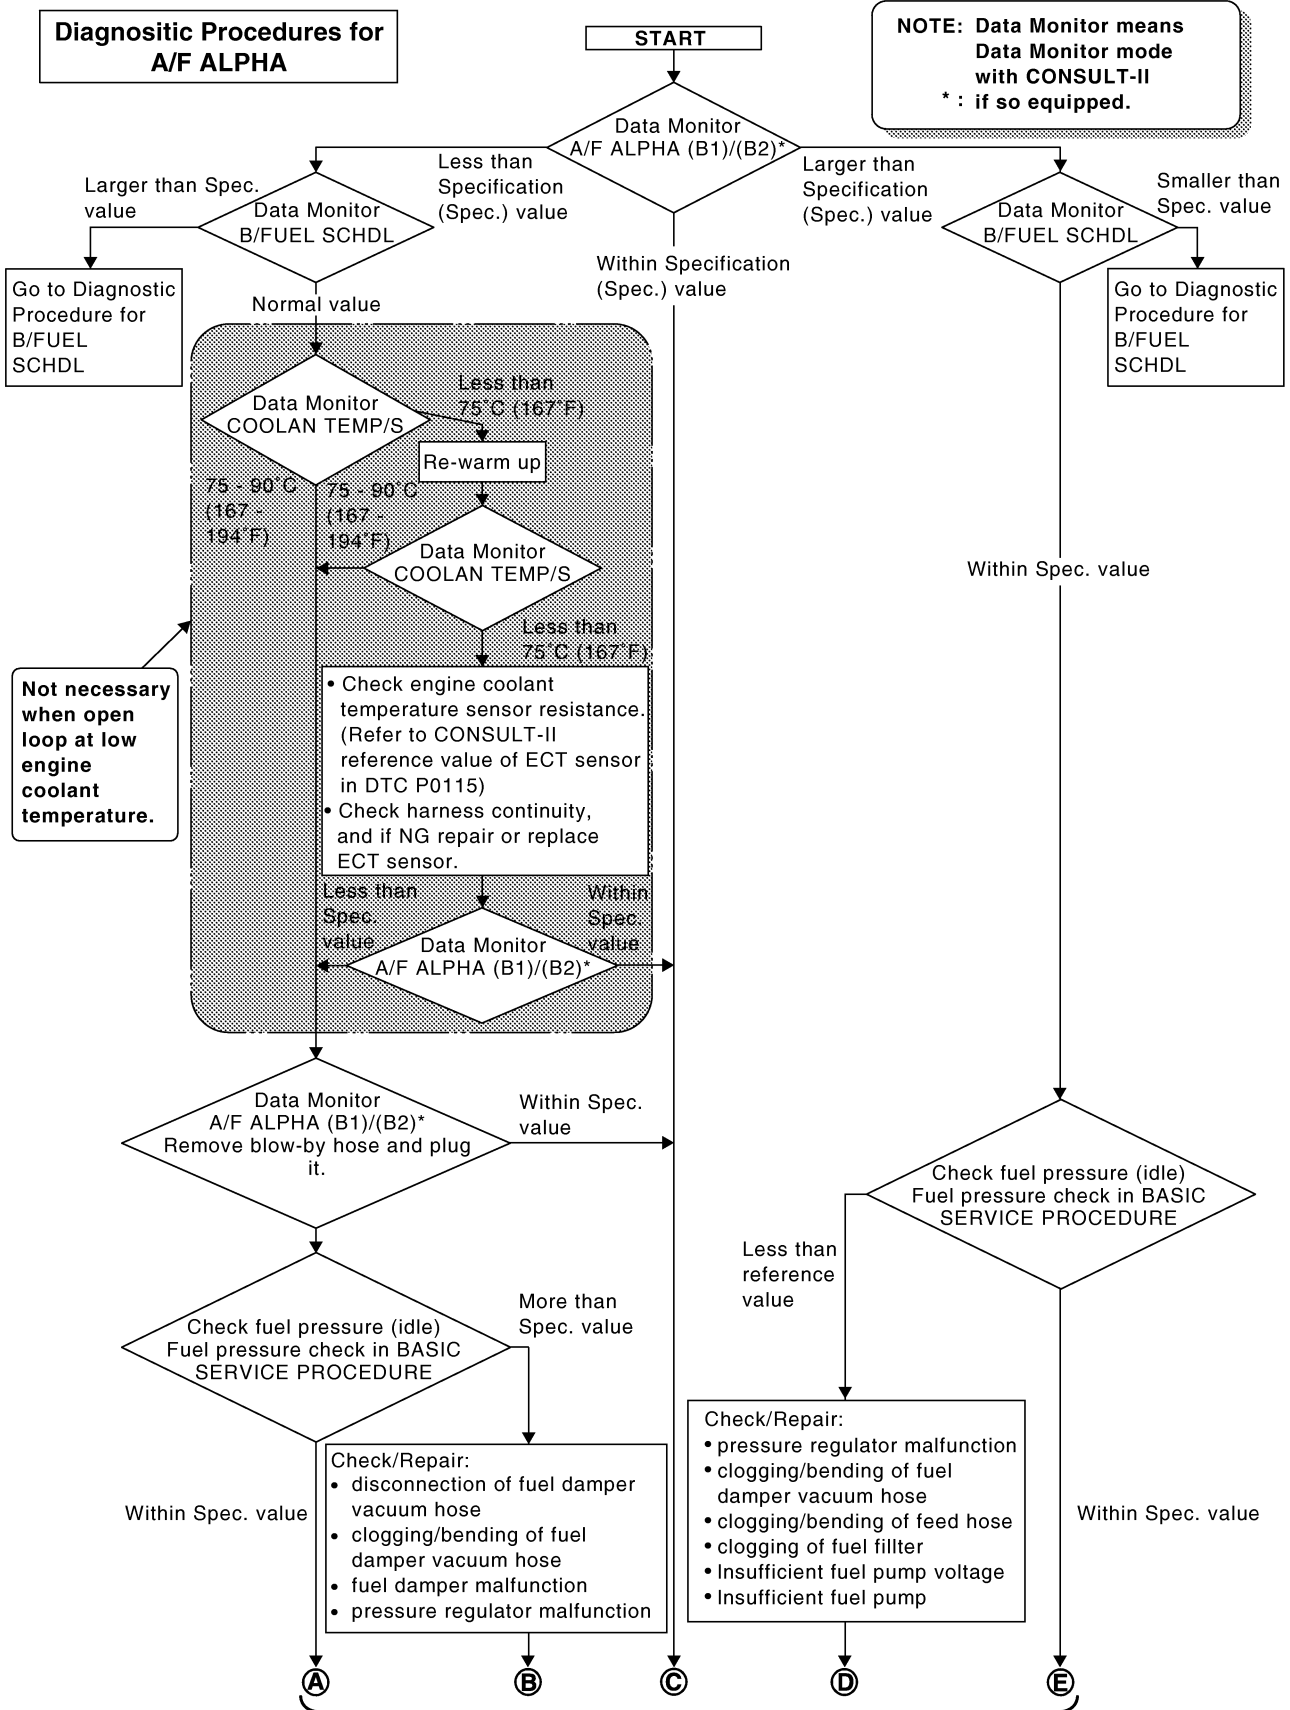 Diagnositic Procedures for
A/F ALPHA
START
NOTE: Data Monitor means
Data Monitor mode
with CONSULT-II
* : if so equipped.
Data Monitor
A/F ALPHA (B1)/(B2)*
Less than
Specification
(Spec.) value
Larger than
Specification
(Spec.) value
Within Specification
(Spec.) value
Larger than Spec.
value
Data Monitor
B/FUEL SCHDL
Data Monitor
B/FUEL SCHDL
Smaller than
Spec. value
Go to Diagnostic
Procedure for
B/FUEL
SCHDL
Normal value
Go to Diagnostic
Procedure for
B/FUEL
SCHDL
Data Monitor
COOLAN TEMP/S
Less than
75˚C (167˚F)
Re-warm up
75 - 90˚C
(167 -
194˚F)
75 - 90˚C
(167 -
194˚F)
Data Monitor
COOLAN TEMP/S
Within Spec. value
Less than
75˚C (167˚F)
Not necessary
when open
loop at low
engine
coolant
temperature.
• Check engine coolant
temperature sensor resistance.
(Refer to CONSULT-II
reference value of ECT sensor
in DTC P0115)
• Check harness continuity,
and if NG repair or replace
ECT sensor.
Less than
Spec.
value
Within
Spec.
value
Data Monitor
A/F ALPHA (B1)/(B2)*
Data Monitor
A/F ALPHA (B1)/(B2)*
Remove blow-by hose and plug
it.
Within Spec.
value
Check fuel pressure (idle)
Fuel pressure check in BASIC
SERVICE PROCEDURE
Less than
reference
value
Check fuel pressure (idle)
Fuel pressure check in BASIC
SERVICE PROCEDURE
More than
Spec. value
Within Spec. value
Check/Repair:
• disconnection of fuel damper
vacuum hose
• clogging/bending of fuel
damper vacuum hose
• fuel damper malfunction
• pressure regulator malfunction
Check/Repair:
• pressure regulator malfunction
• clogging/bending of fuel
damper vacuum hose
• clogging/bending of feed hose
• clogging of fuel fillter
• Insufficient fuel pump voltage
• Insufficient fuel pump
Within Spec. value
A
B
C
D
E